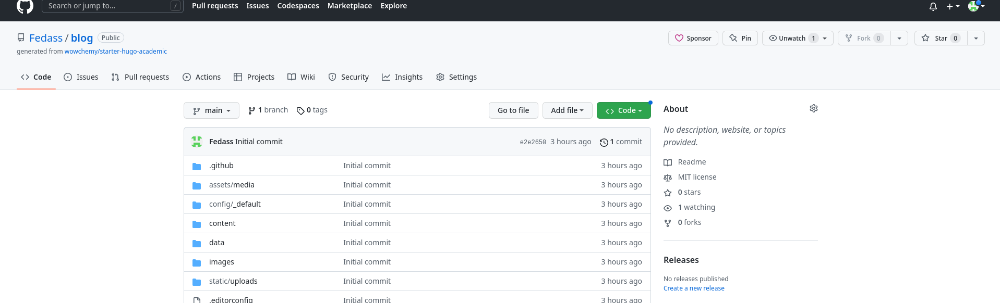 Search or jump to... /
Pull requests Issues Codespaces Marketplace Explore
Fedass / blog Public
Sponsor Pin Unwatch 1 Fork 0 Star 0
generated from wowchemy/starter-hugo-academic
Code Issues Pull requests Actions Projects Wiki Security Insights Settings
main 1 branch 0 tags Go to file Add file Code
Fedass Initial commit e2e2650 3 hours ago 1 commit
.github Initial commit 3 hours ago
assets/media Initial commit 3 hours ago
config/_default Initial commit 3 hours ago
content Initial commit 3 hours ago
data Initial commit 3 hours ago
images Initial commit 3 hours ago
static/uploads Initial commit 3 hours ago
.editorconfig Initial commit 3 hours ago
About
No description, website, or topics
provided.
Readme
MIT license
0 stars
1 watching
0 forks
Releases
No releases published
Create a new release